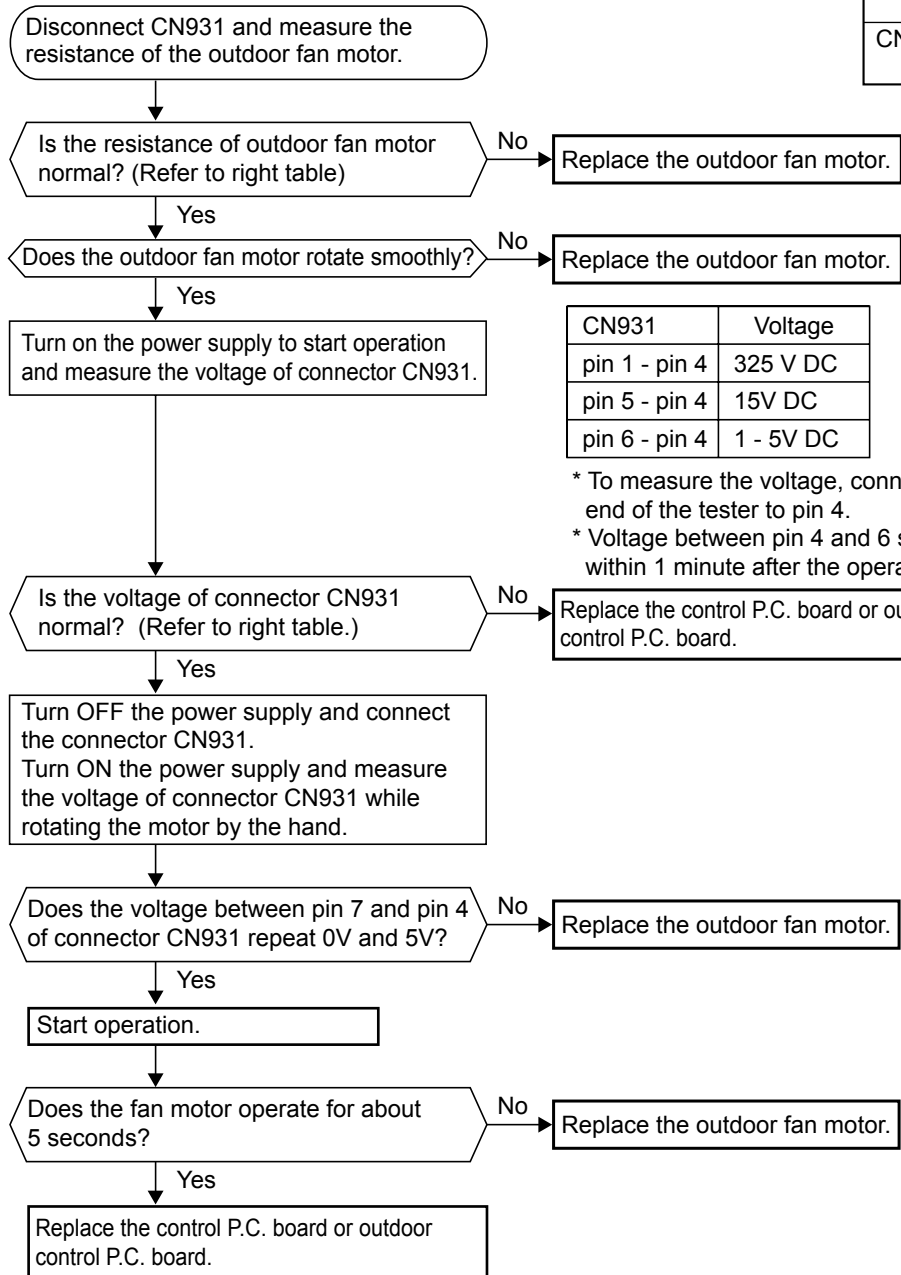 Disconnect CN931 and measure the
resistance of the outdoor fan motor.
Is the resistance of outdoor fan motor
normal? (Refer to right table)
No
Replace the outdoor fan motor.
Yes
Does the outdoor fan motor rotate smoothly?
No
Replace the outdoor fan motor.
Yes
Turn on the power supply to start operation
and measure the voltage of connector CN931.
CN931 Voltage
pin 1 - pin 4 325 V DC
pin 5 - pin 4 15V DC
pin 6 - pin 4 1 - 5V DC
* To measure the voltage,
end of the tester to pin 4.
* Voltage between pin 4 and 6
within 1 minute after the
Is the voltage of connector CN931
normal? (Refer to right table.)
No
Replace the control P.C. board or
control P.C. board.
Yes
Turn OFF the power supply and connect
the connector CN931.
Turn ON the power supply and measure
the voltage of connector CN931 while
rotating the motor by the hand.
Does the voltage between pin 7 and pin 4
of connector CN931 repeat 0V and 5V?
No
Replace the outdoor fan motor.
Yes
Start operation.
Does the fan motor operate for about
5 seconds?
No
Replace the outdoor fan motor.
Yes
Replace the control P.C. board or outdoor
control P.C. board.